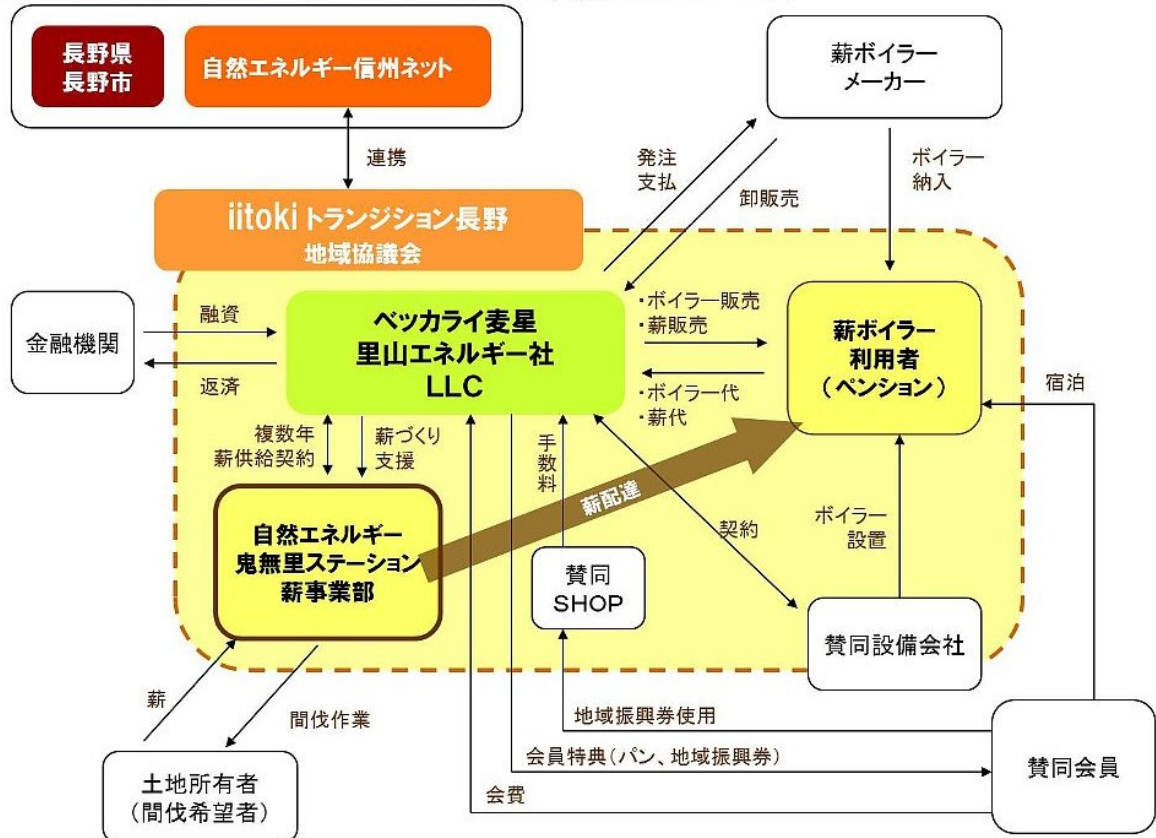 長野県
長野市
自然エネルギー信州ネット
薪ボイラー
メーカー
連携
発注
支払
卸販売
ボイラー
納入
iitoki トランジション長野
地域協議会
金融機関
融資
返済
ベッカライ麦星
里山エネルギー社
LLC
・ボイラー販売
・薪販売
・ボイラー代
・薪代
薪ボイラー
利用者
(ペンション)
宿泊
複数年
薪供給契約
薪づくり
支援
手数料
薪配達
契約
ボイラー
設置
自然エネルギー
鬼無里ステーション
薪事業部
賛同
SHOP
賛同設備会社
薪
間伐作業
地域振興券使用
会員特典(パン、地域振興券)
会費
土地所有者
(間伐希望者)
賛同会員